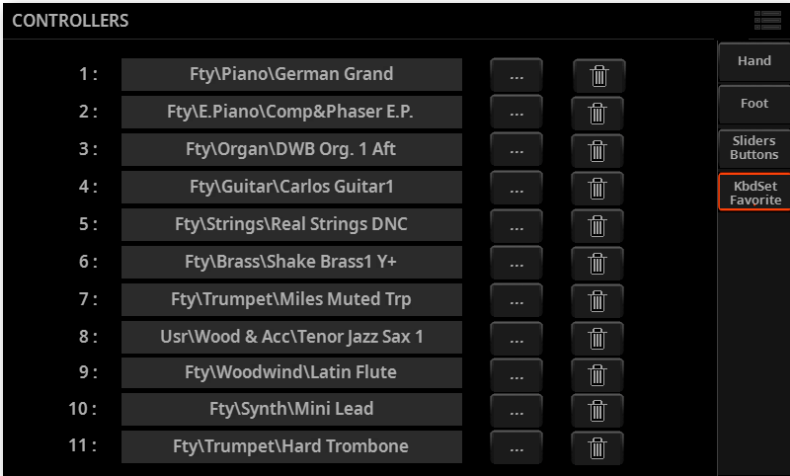 CONTROLLERS
1 : Fty\Piano\German Grand ...
2 : Fty\E.Piano\Comp&Phaser E.P. ...
3 : Fty\Organ\DWB Org. 1 Aft ...
4 : Fty\Guitar\Carlos Guitar1 ...
5 : Fty\Strings\Real Strings DNC ...
6 : Fty\Brass\Shake Brass1 Y+ ...
7 : Fty\Trumpet\Miles Muted Trp ...
8 : Usr\Wood & Acc\Tenor Jazz Sax 1 ...
9 : Fty\Woodwind\Latin Flute ...
10 : Fty\Synth\Mini Lead ...
11 : Fty\Trumpet\Hard Trombone ...
Hand
Foot
Sliders
Buttons
KbdSet
Favorite